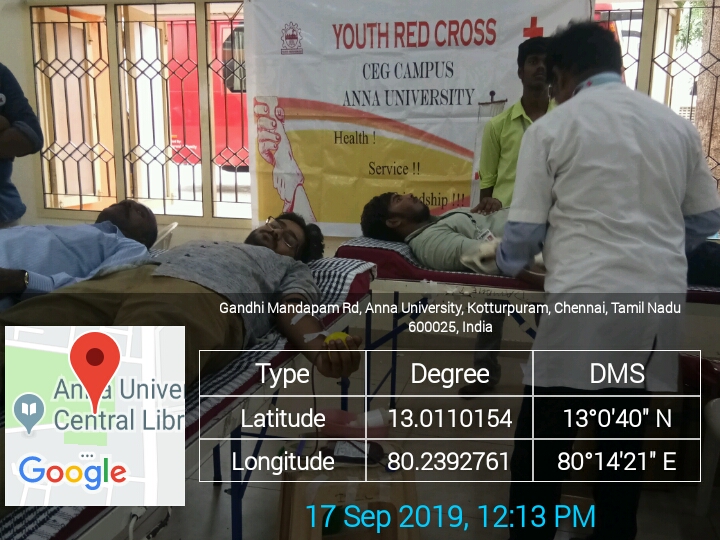 YOUTH RED CROSS
CEG CAMPUS
ANNA UNIVERSITY
Health !
Service !!
ndship !!!
Gandhi Mandapam Rd, Anna University, Kotturpuram, Chennai, Tamil Nadu
600025, India
Type Degree DMS
Latitude 13.0110154 13°0'40" N
Longitude 80.2392761 80°14'21" E
Central Libr
Google
17 Sep 2019, 12:13 PM